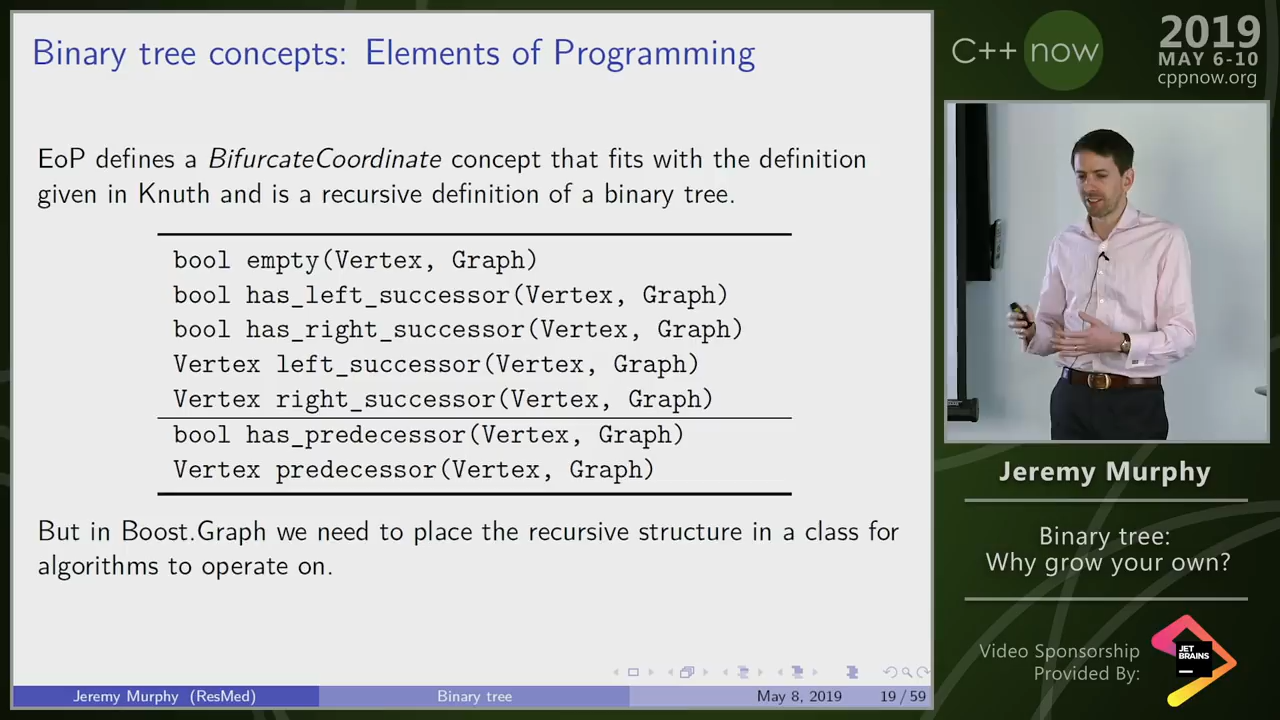 Binary tree concepts: Elements of Programming
EoP defines a BifurcateCoordinate concept that fits with the definition
given in Knuth and is a recursive definition of a binary tree.
bool empty(Vertex, Graph)
bool has_left_successor(Vertex, Graph)
bool has_right_successor(Vertex, Graph)
Vertex left_successor(Vertex, Graph)
Vertex right_successor(Vertex, Graph)
bool has_predecessor(Vertex, Graph)
Vertex predecessor(Vertex, Graph)
But in Boost.Graph we need to place the recursive structure in a class for
algorithms to operate on.
Jeremy Murphy (ResMed)
Binary tree
May 8, 2019
19 / 59
C++ now
2019
MAY 6-10
cppnow.org
Jeremy Murphy
Binary tree:
Why grow your own?
Video Sponsorship
Provided By:
JET
BRAINS